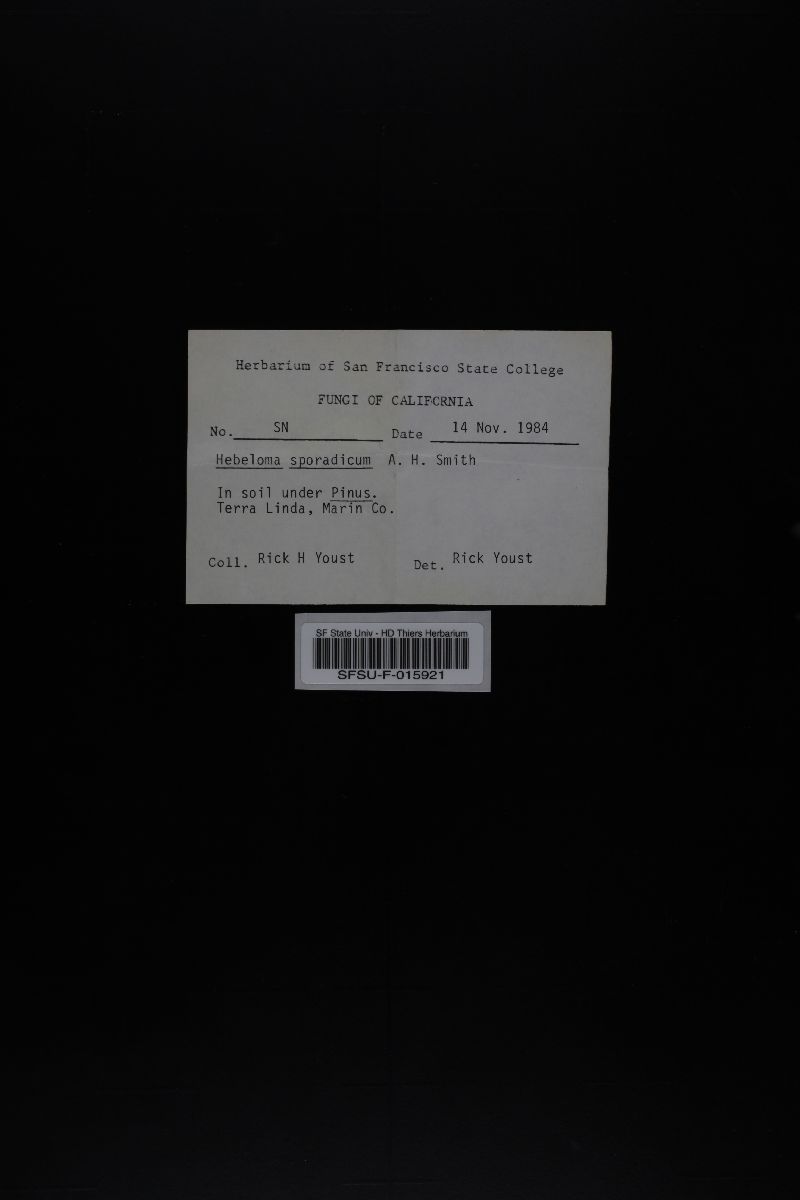 Herbarium of San Francisco State College
FUNGI OF CALIFORNIA
No. SN Date 14 Nov. 1984
Hebeloma sporadicum A. H. Smith
In soil under Pinus.
Terra Linda, Marin Co.
Coll. Rick H Youst Det. Rick Youst
SF State Univ - HD Thiers Herbarium
SFSU-F-015921